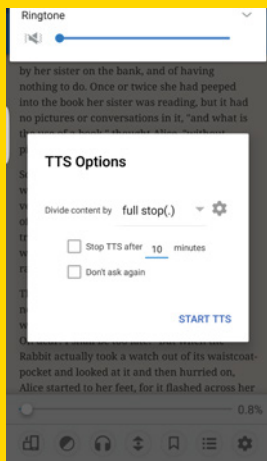 Ringtone
by her sister on the bank, and of having
nothing to do. Once or twice she had peeped
into the book her sister was reading, but it had
no pictures or conversations in it, "and what is
TTS Options
Divide content by full stop(.)
Stop TTS after 10 minutes
Don't ask again
START TTS
Rabbit actually took a watch out of its waistcoat-
pocket and looked at it and then hurried on,
Alice started to her feet, for it flashed across her
0.8%